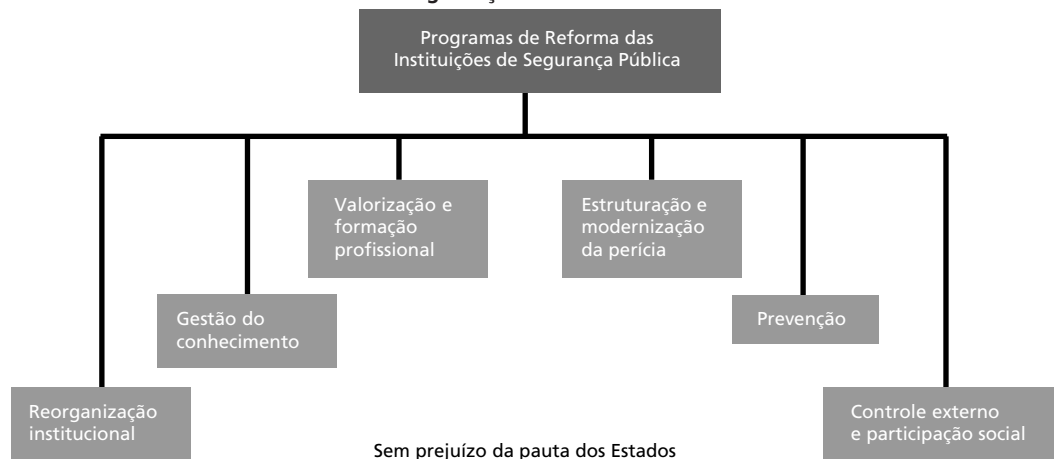 Programas de Reforma das
Instituições de Segurança Pública
Valorização e
formação
profissional
Estruturação e
modernização
da perícia
Gestão do
conhecimento
Prevenção
Reorganização
institucional
Controle externo
e participação social
Sem prejuízo da pauta dos Estados